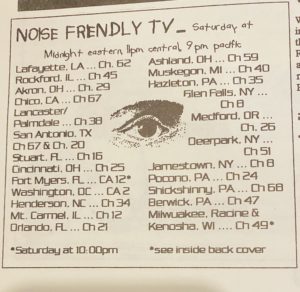 NOISE FRIENDLY TV_ Saturday at
Midnight eastern, 11pm central, 9 pm pacific
Lafayette, LA ... Ch. 62
Rockford, IL ... Ch 45
Akron, OH ... Ch. 29
Chico, CA ... Ch 67
Lancaster/
Palmdale ... Ch 38
San Antonio, TX
Ch 67 & Ch. 20
Stuart, FL ... Ch 16
Cincinnati, OH ... Ch 25
Fort Myers, FL ... CA 12*
Washington, DC ... CA 2
Henderson, NC ... Ch 34
Mt. Carmel, IL ... Ch 12
Orlando, FL ... Ch 21
Ashland, OH ... Ch 59
Muskegon, MI ... Ch 40
Hazleton, PA ... Ch 35
Glen Falls, NY ...
Ch 8
Medford, OR ...
Ch. 26
Deerpark, NY ...
Ch 51
Jamestown, NY ... Ch 8
Pocono, PA ... Ch 24
Shickshinny, PA ... Ch 68
Berwick, PA ... Ch 47
Milwuakee, Racine &
Kenosha, WI .... Ch 49*
*Saturday at 10:00pm
*see inside back cover